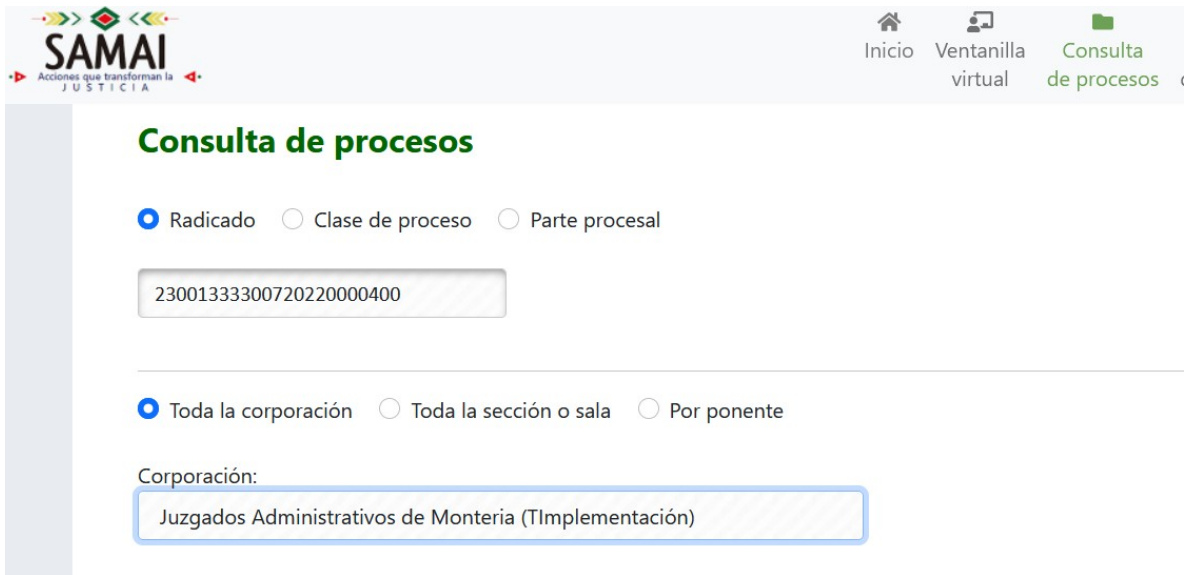 SAMAI
Acciones que transforman la
JUSTICIA
Inicio
Ventanilla
virtual
Consulta
de procesos
Consulta de procesos
Radicado Clase de proceso Parte procesal
23001333300720220000400
Toda la corporación Toda la sección o sala Por ponente
Corporación:
Juzgados Administrativos de Monteria (TImplementación)